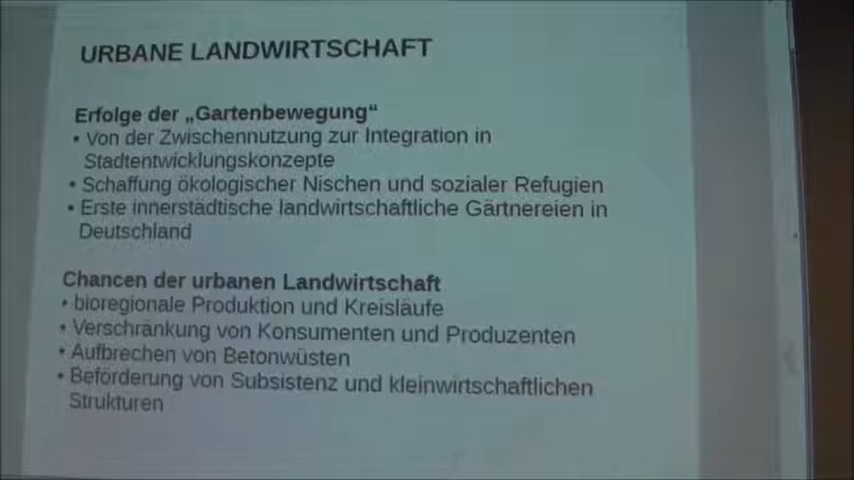 URBANE LANDWIRTSCHAFT
Erfolge der „Gartenbewegung“
• Von der Zwischennutzung zur Integration in
Stadtentwicklungskonzepte
• Schaffung ökologischer Nischen und sozialer Refugien
• Erste innerstädtische landwirtschaftliche Gärtnereien in
Deutschland
Chancen der urbanen Landwirtschaft
• bioregionale Produktion und Kreisläufe
• Verschränkung von Konsumenten und Produzenten
• Aufbrechen von Betonwüsten
• Beförderung von Subsistenz und kleinwirtschaftlichen
Strukturen